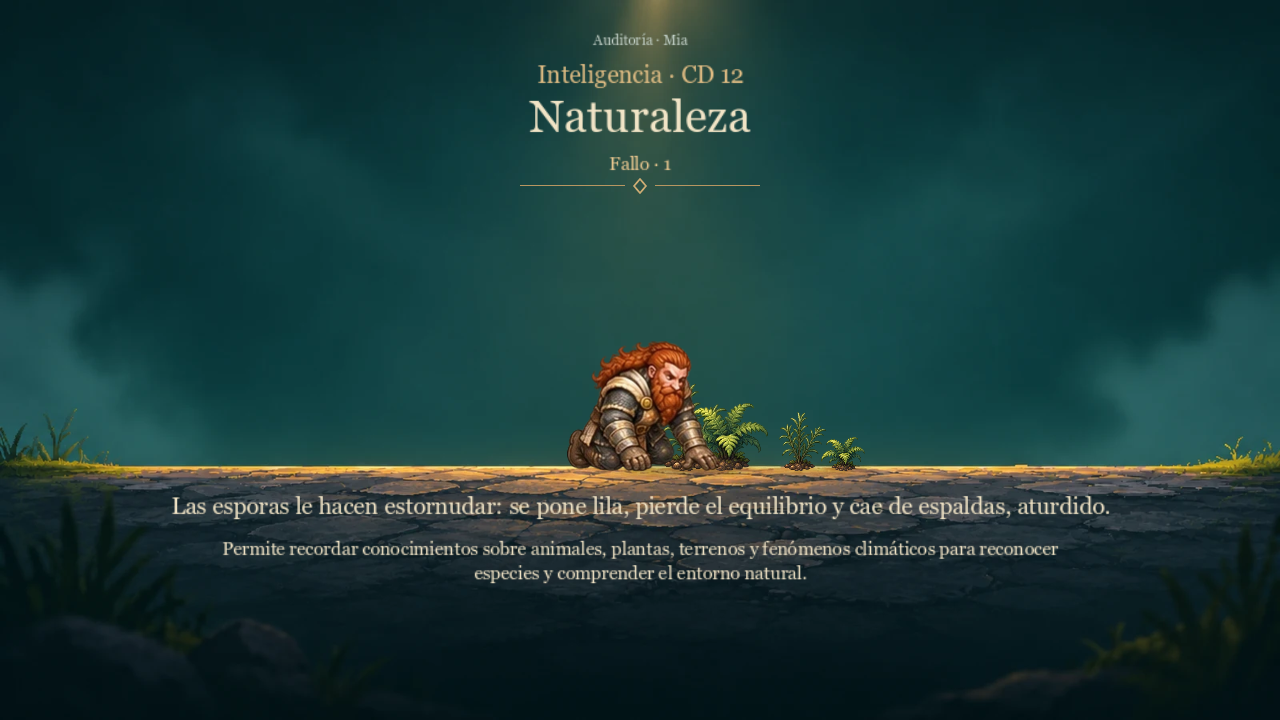 Auditoría · Mia
Inteligencia · CD 12
Naturaleza
Fallo · 1
Las esporas le hacen estornudar: se pone lila, pierde el equilibrio y cae de espaldas, aturdido.
Permite recordar conocimientos sobre animales, plantas, terrenos y fenómenos climáticos para reconocer
especies y comprender el entorno natural.